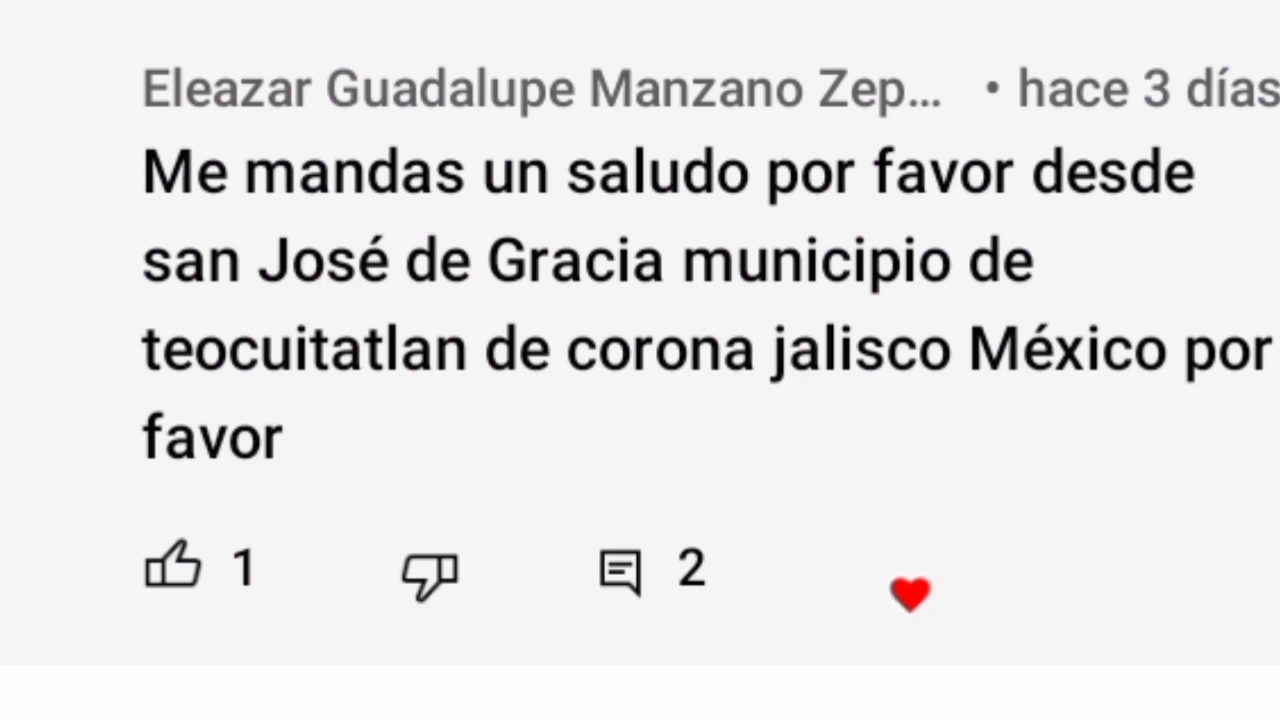 Eleazar Guadalupe Manzano Zep... • hace 3 días
Me mandas un saludo por favor desde
san José de Gracia municipio de
teocuitatlan de corona jalisco México por
favor
1 2